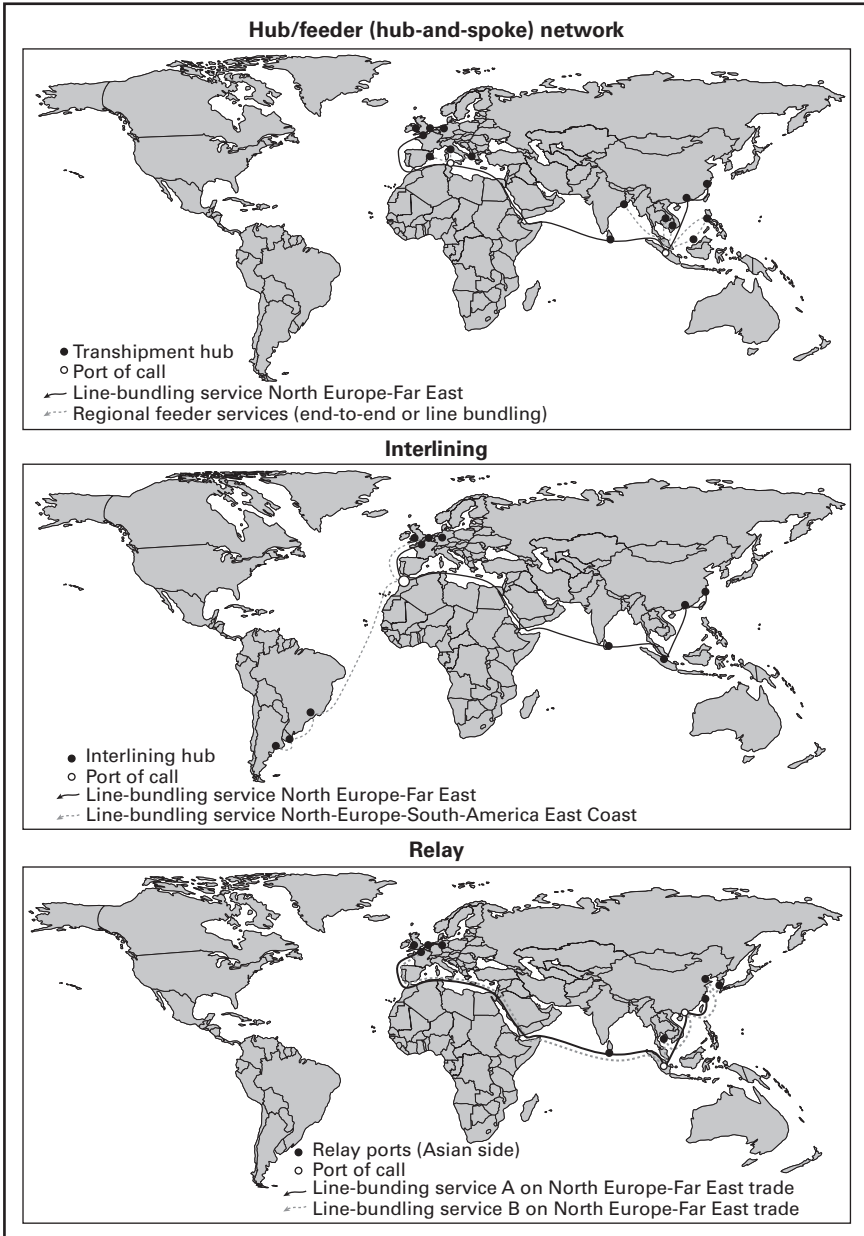 Hub/feeder (hub-and-spoke) network
Transhipment hub
Port of call
Line-bundling service North Europe-Far East
Regional feeder services (end-to-end or line bundling)
Interlining
Interlining hub
Port of call
Line-bundling service North Europe-Far East
Line-bundling service North-Europe-South-America East Coast
Relay
Relay ports (Asian side)
Port of call
Line-bunding service A on North Europe-Far East trade
Line-bundling service B on North Europe-Far East trade